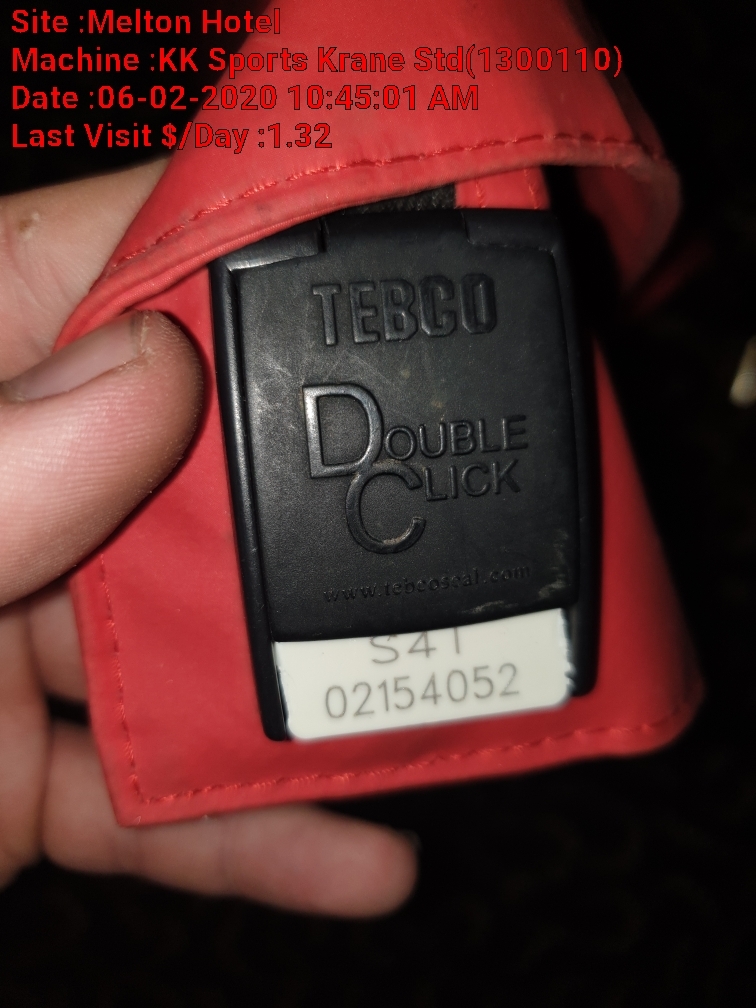 Site :Melton Hotel
Machine :KK Sports Krane Std(1300110)
Date :06-02-2020 10:45:01 AM
Last Visit $/Day :1.32
TEBCO
DOUBLE
CLICK
www.tebcoseal.com
S41
02154052